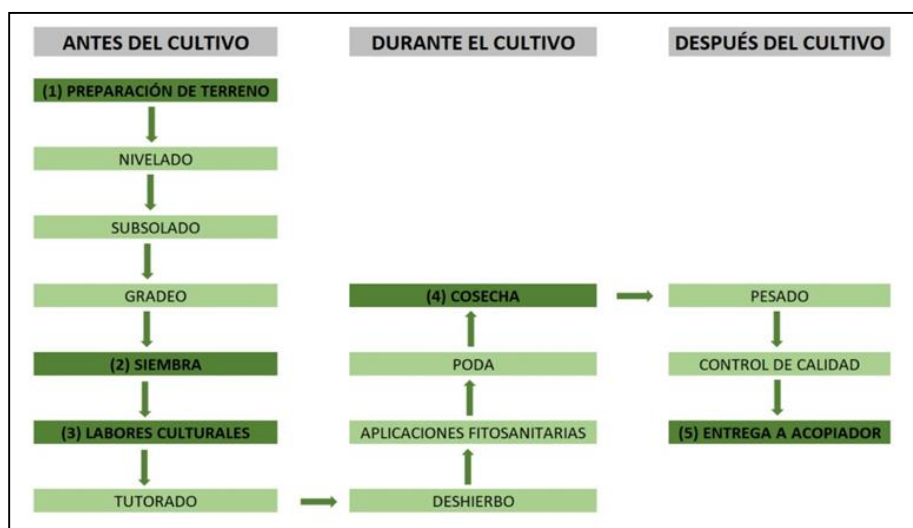 ANTES DEL CULTIVO
(1) PREPARACIÓN DE TERRENO
NIVELADO
SUBSOLADO
GRADEO
(2) SIEMBRA
(3) LABORES CULTURALES
TUTORADO
DURANTE EL CULTIVO
(4) COSECHA
PODA
APLICACIONES FITOSANITARIAS
DESHIERBO
DESPUÉS DEL CULTIVO
PESADO
CONTROL DE CALIDAD
(5) ENTREGA A ACOPIADOR